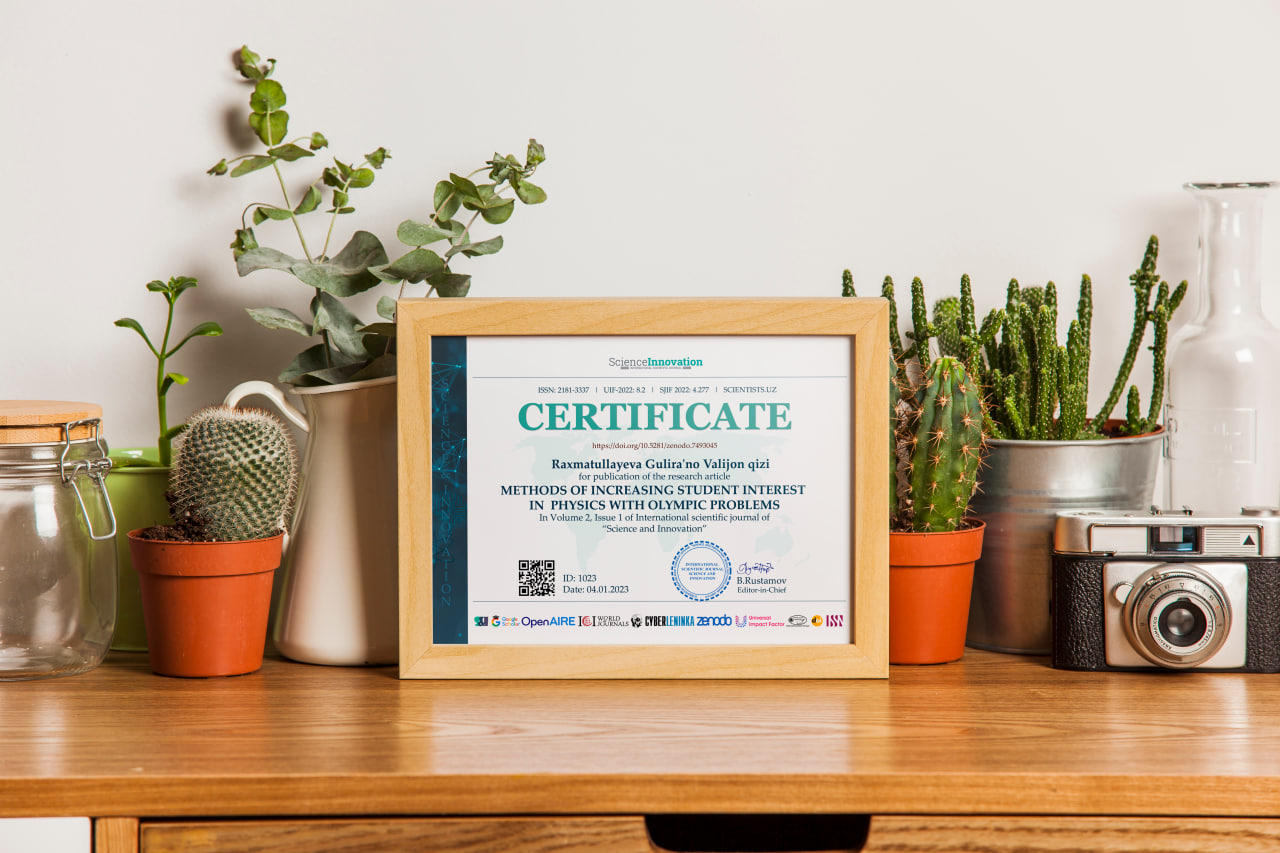 ScienceInnovation
INTERNATIONAL SCIENTIFIC JOURNAL
ISSN: 2181-3337 | UIF-2022: 8.2 | SJIF 2022: 4.277 | SCIENTISTS.UZ
CERTIFICATE
https://doi.org/10.5281/zenodo.7493045
Raxmatullayeva Gulira'no Valijon qizi
for publication of the research article
METHODS OF INCREASING STUDENT INTEREST
IN PHYSICS WITH OLYMPIC PROBLEMS
In Volume 2, Issue 1 of International scientific journal of
"Science and Innovation"
ID: 1023
Date: 04.01.2023
INTERNATIONAL
SCIENTIFIC JOURNAL
SCIENCE AND
INNOVATION
B.Rustamov
Editor-in-Chief
Google Scholar OpenAIRE ICI WORLD JOURNALS CYBERLENINKA zenodo Universal Impact Factor ISSN
SCIENCE INNOVATION